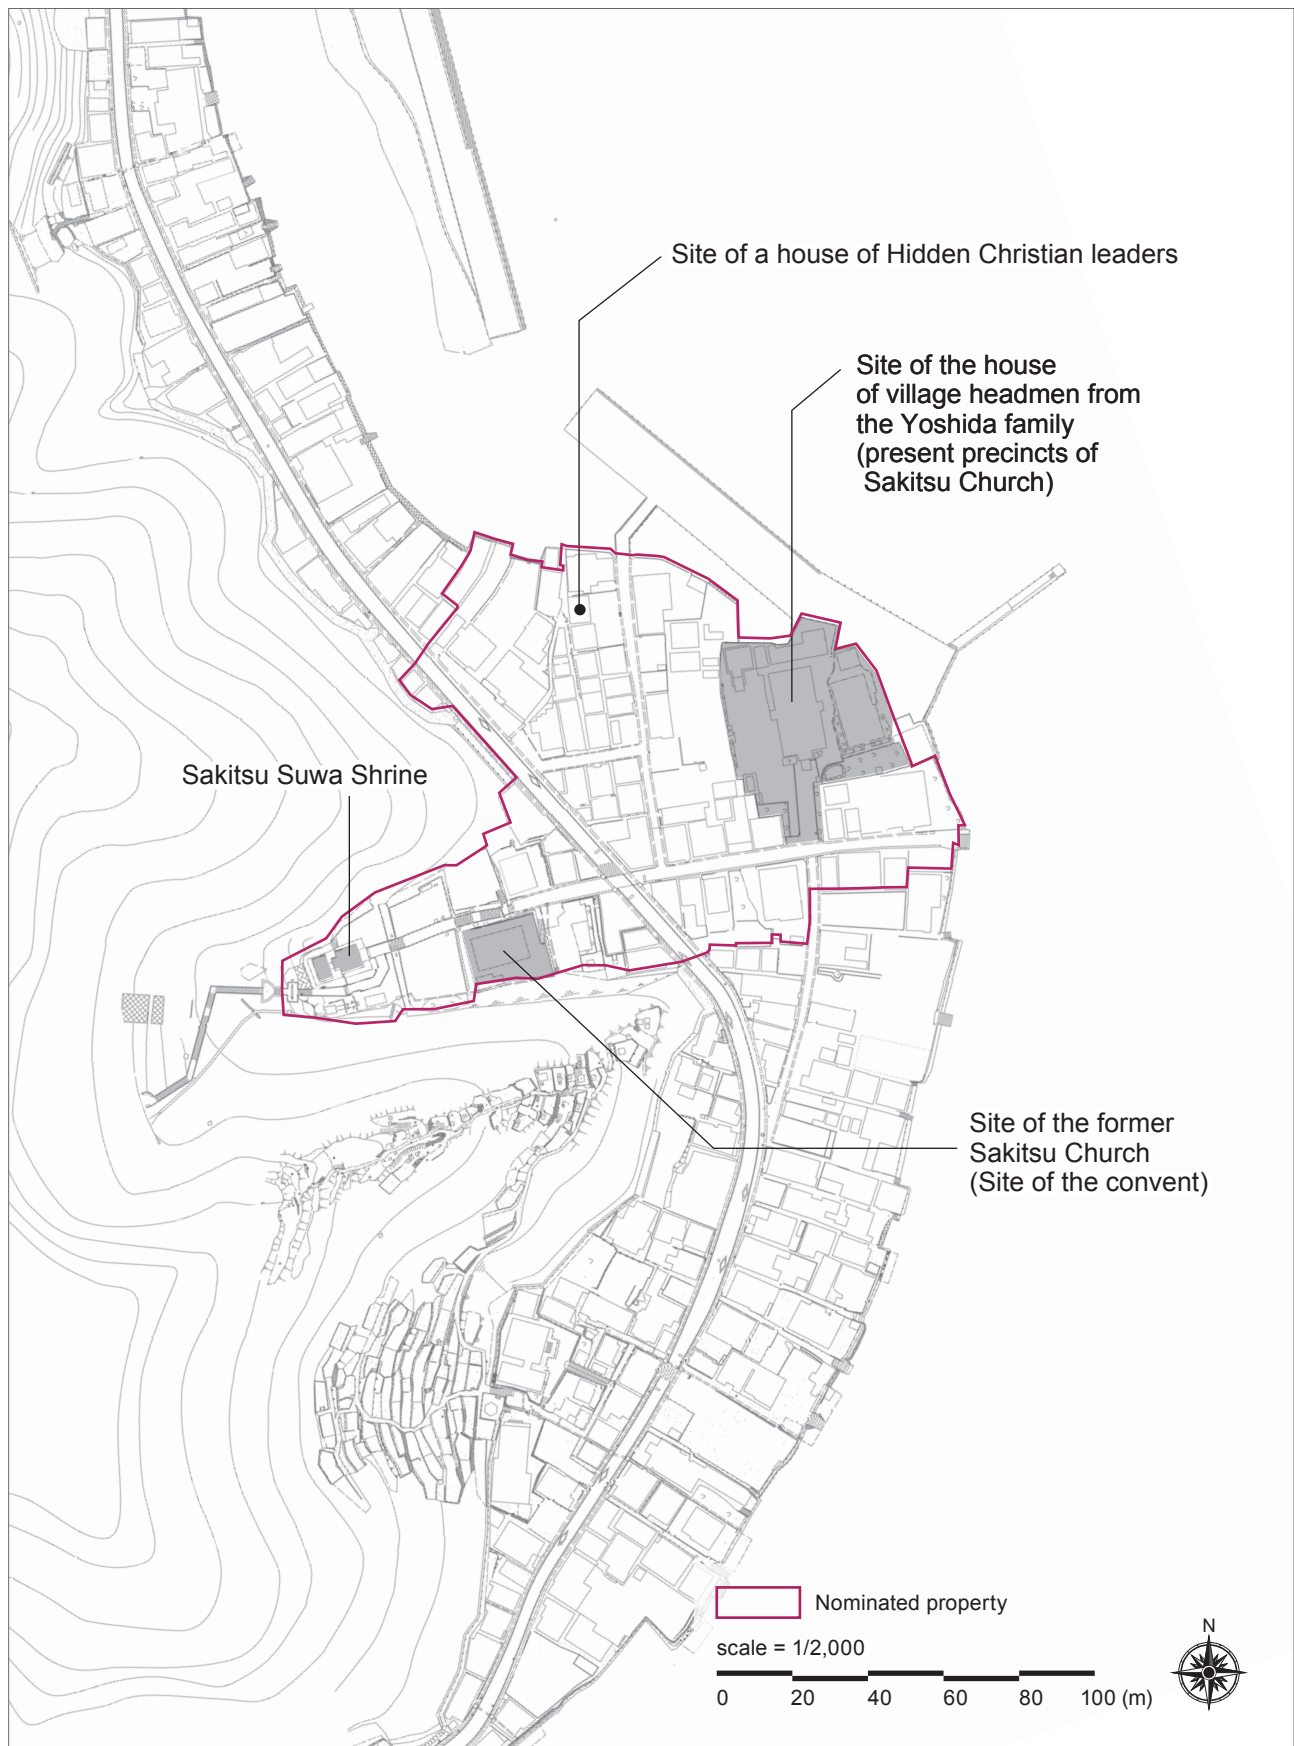 Site of a house of Hidden Christian leaders
Site of the house
of village headmen from
the Yoshida family
(present precincts of
Sakitsu Church)
Sakitsu Suwa Shrine
Site of the former
Sakitsu Church
(Site of the convent)
Nominated property
scale = 1/2,000
0 20 40 60 80 100 (m)
N